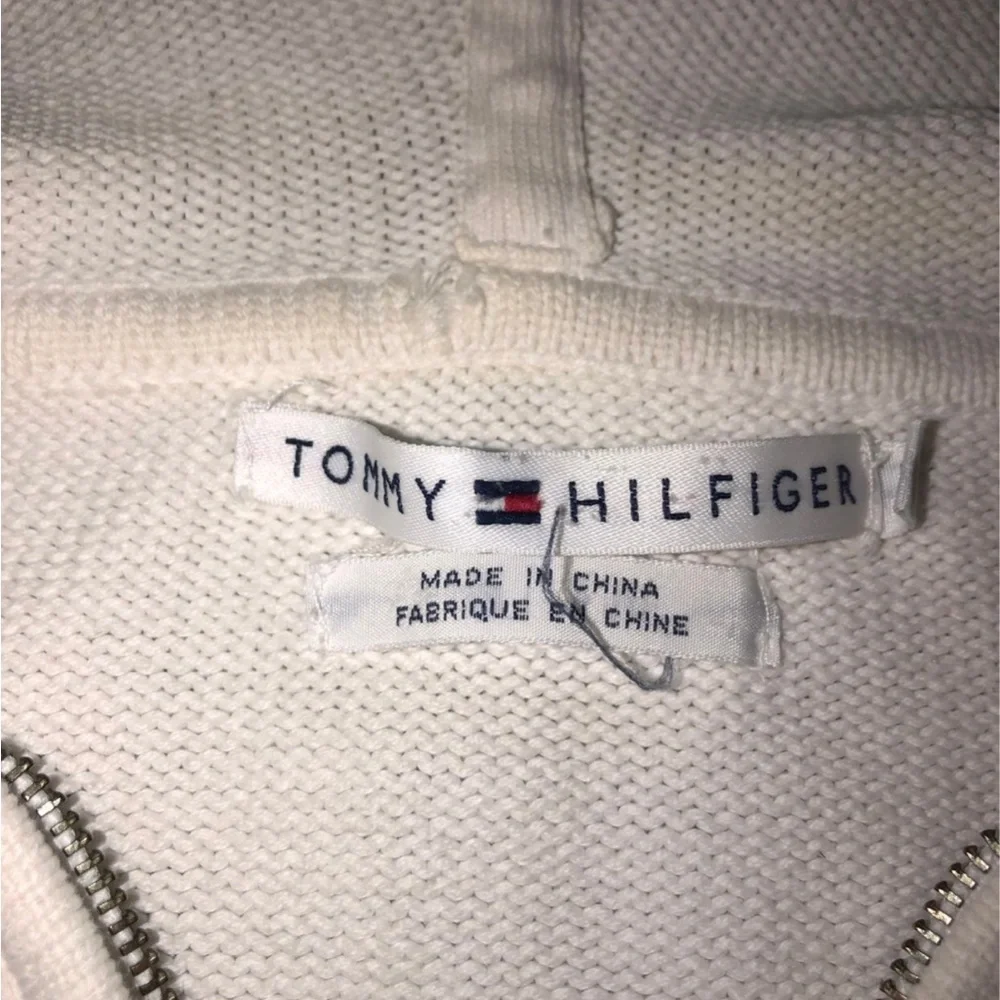 TOMMY HILFIGER
MADE IN CHINA
FABRIQUE EN CHINE